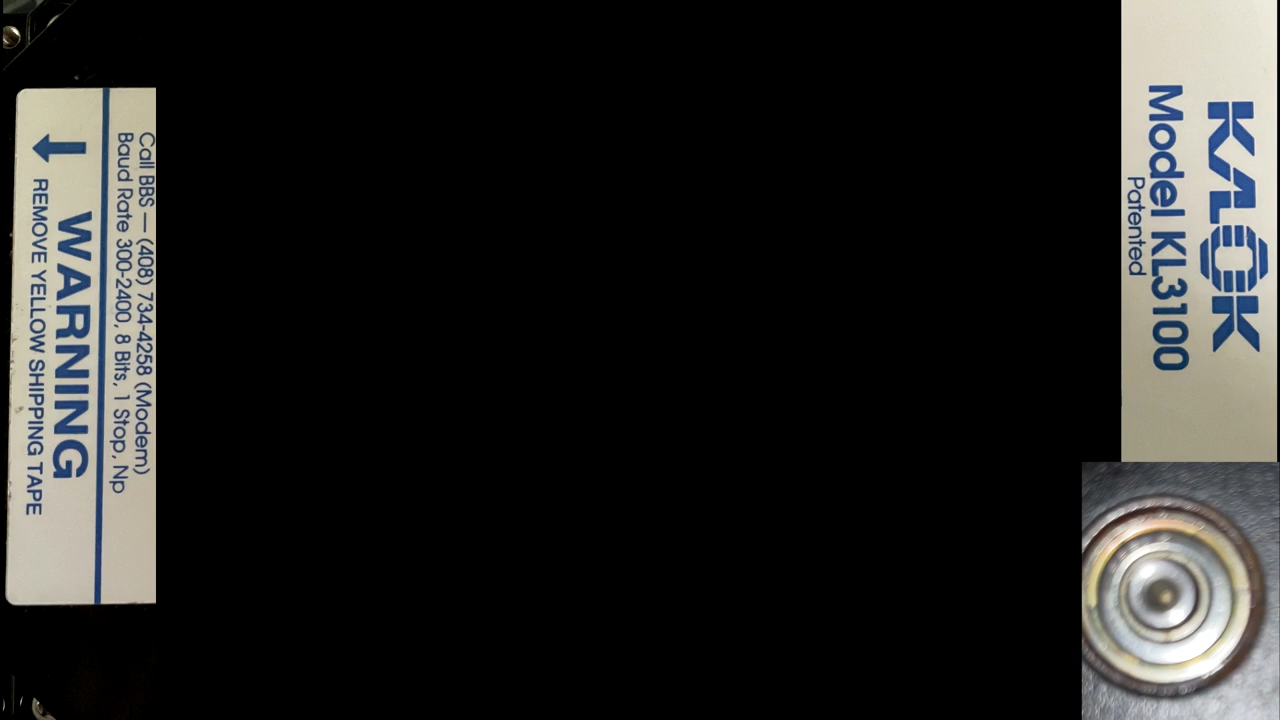 KALOK
Model KL3100
Patented
Call BBS — (408) 734-4258 (Modem)
Baud Rate 300-2400, 8 Bits, 1 Stop, Np
WARNING
REMOVE YELLOW SHIPPING TAPE